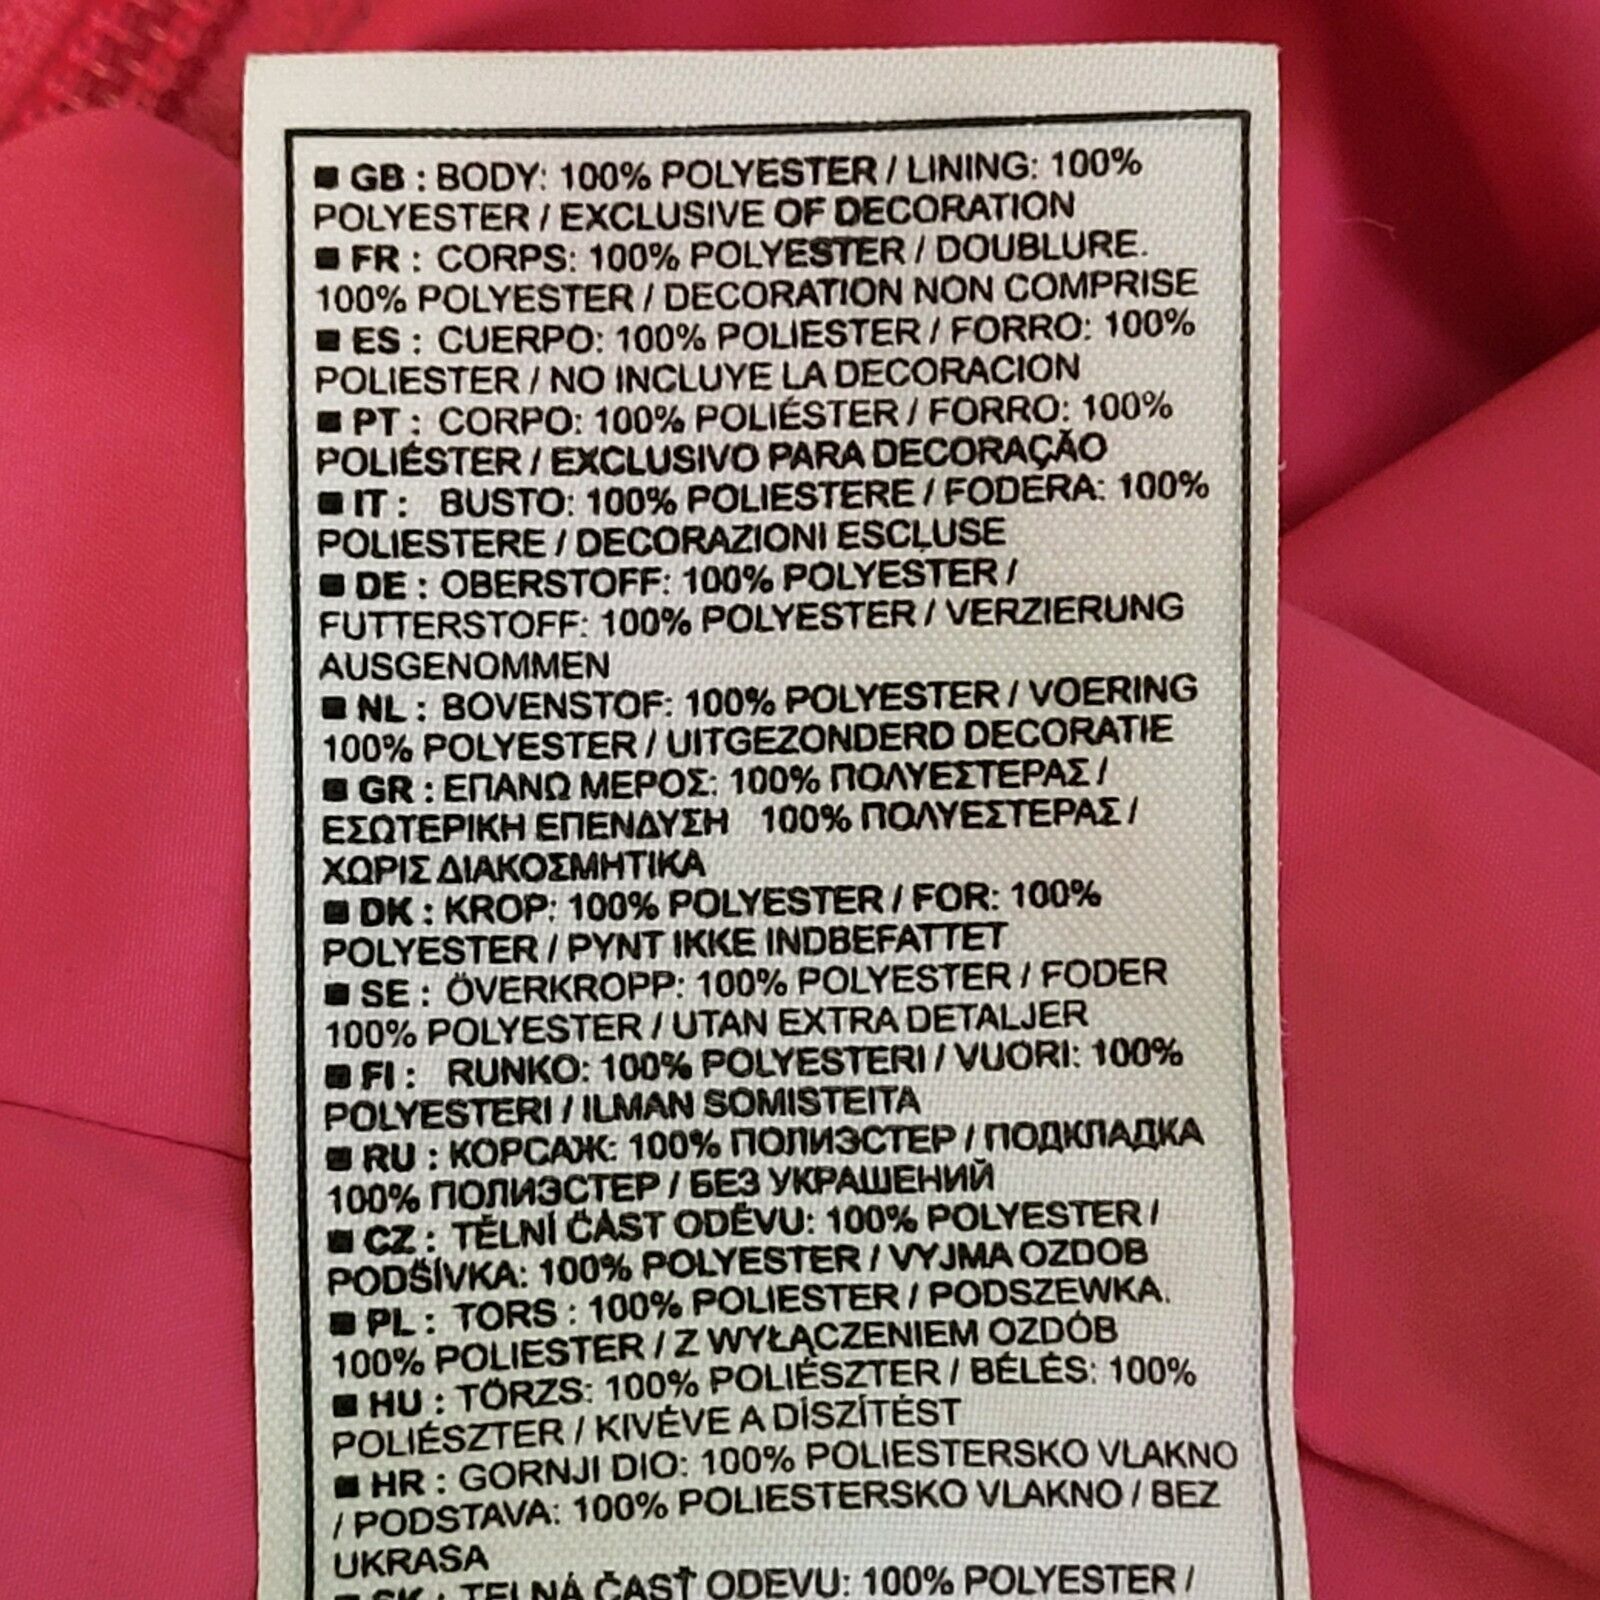 ■ GB : BODY: 100% POLYESTER / LINING: 100%
POLYESTER / EXCLUSIVE OF DECORATION
■ FR : CORPS: 100% POLYESTER / DOUBLURE.
100% POLYESTER / DECORATION NON COMPRISE
■ ES : CUERPO: 100% POLIESTER / FORRO: 100%
POLIESTER / NO INCLUYE LA DECORACION
■ PT : CORPO: 100% POLIÉSTER / FORRO: 100%
POLIÉSTER / EXCLUSIVO PARA DECORAÇÃO
■ IT : BUSTO: 100% POLIESTERE / FODERA: 100%
POLIESTERE / DECORAZIONI ESCLUSE
■ DE : OBERSTOFF: 100% POLYESTER /
FUTTERSTOFF: 100% POLYESTER / VERZIERUNG
AUSGENOMMEN
■ NL : BOVENSTOF: 100% POLYESTER / VOERING
100% POLYESTER / UITGEZONDERD DECORATIE
■ GR : ΕΠΑΝΩ ΜΕΡΟΣ: 100% ΠΟΛΥΕΣΤΕΡΑΣ /
ΕΣΩΤΕΡΙΚΗ ΕΠΕΝΔΥΣΗ 100% ΠΟΛΥΕΣΤΕΡΑΣ /
ΧΩΡΙΣ ΔΙΑΚΟΣΜΗΤΙΚΑ
■ DK : KROP: 100% POLYESTER / FOR: 100%
POLYESTER / PYNT IKKE INDBEFATTET
■ SE : ÖVERKROPP: 100% POLYESTER / FODER
100% POLYESTER / UTAN EXTRA DETALJER
■ FI : RUNKO: 100% POLYESTERI / VUORI: 100%
POLYESTERI / ILMAN SOMISTEITA
■ RU : КОРСАЖ: 100% ПОЛИЭСТЕР / ПОДКЛАДКА
100% ПОЛИЭСТЕР / БЕЗ УКРАШЕНИЙ
■ CZ : TĚLNÍ ČÁST ODĚVU: 100% POLYESTER /
PODŠÍVKA: 100% POLYESTER / VYJMA OZDOB
■ PL : TORS : 100% POLIESTER / PODSZEWKA.
100% POLIESTER / Z WYŁĄCZENIEM OZDÓB
■ HU : TÖRZS: 100% POLIÉSZTER / BÉLÉS: 100%
POLIÉSZTER / KIVÉVE A DÍSZÍTÉST
■ HR : GORNJI DIO: 100% POLIESTERSKO VLAKNO
/ PODSTAVA: 100% POLIESTERSKO VLAKNO / BEZ
UKRASA
■ SK : TELNÁ ČASŤ ODEVU: 100% POLYESTER /